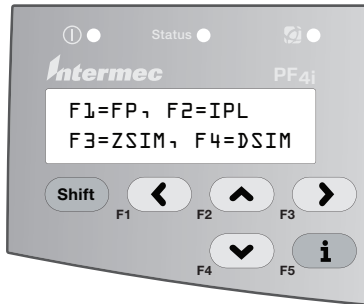 Status
Intermec PF4i
F1=FP, F2=IPL
F3=ZSIM, F4=DSIM
Shift
F1 F2 F3
i
F4 F5